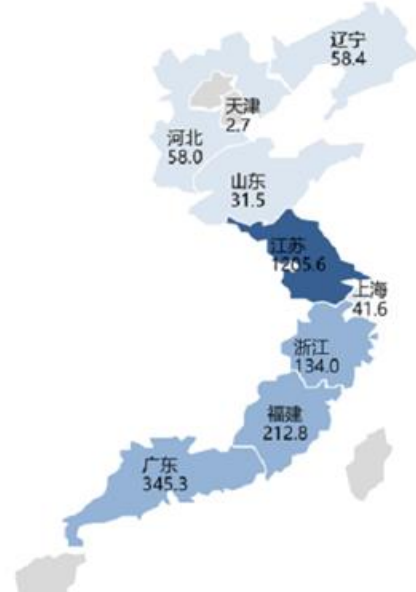 辽宁
58.4
天津
2.7
河北
58.0
山东
31.5
江苏
1205.6
上海
41.6
浙江
134.0
福建
212.8
广东
345.3